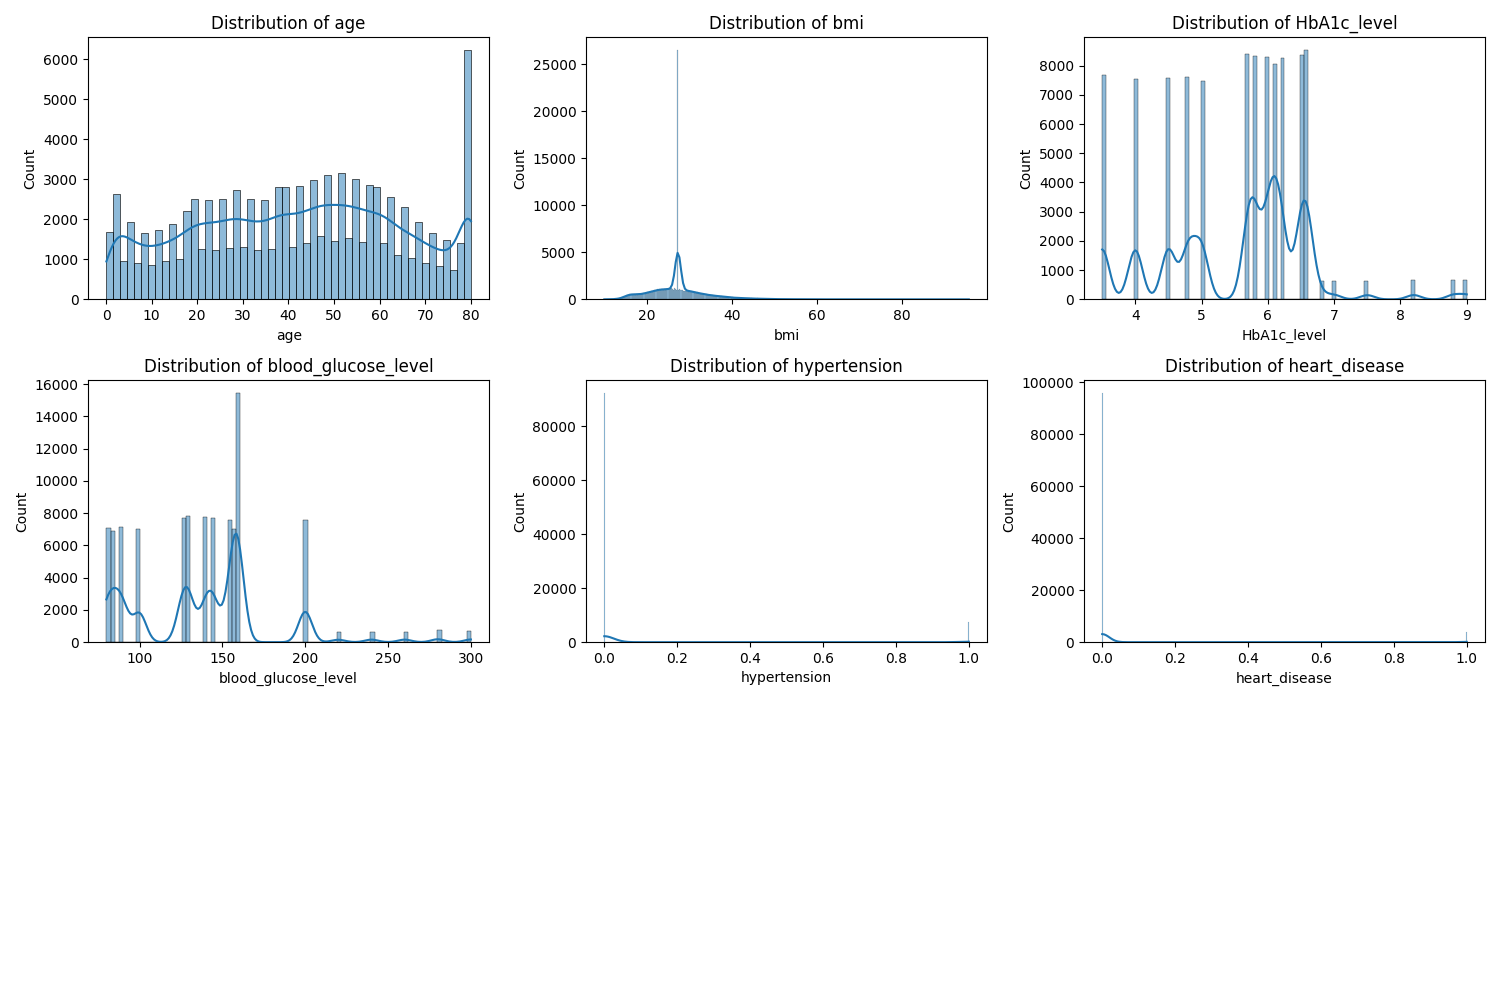 Distribution of age
6000
5000
4000
3000
2000
1000
0
Count
0 10 20 30 40 50 60 70 80
age
Distribution of bmi
25000
20000
15000
10000
5000
0
Count
20 40 60 80
bmi
Distribution of HbA1c_level
8000
7000
6000
5000
4000
3000
2000
1000
0
Count
4 5 6 7 8 9
HbA1c_level
Distribution of blood_glucose_level
16000
14000
12000
10000
8000
6000
4000
2000
0
Count
100 150 200 250 300
blood_glucose_level
Distribution of hypertension
80000
60000
40000
20000
0
Count
0.0 0.2 0.4 0.6 0.8 1.0
hypertension
Distribution of heart_disease
100000
80000
60000
40000
20000
0
Count
0.0 0.2 0.4 0.6 0.8 1.0
heart_disease